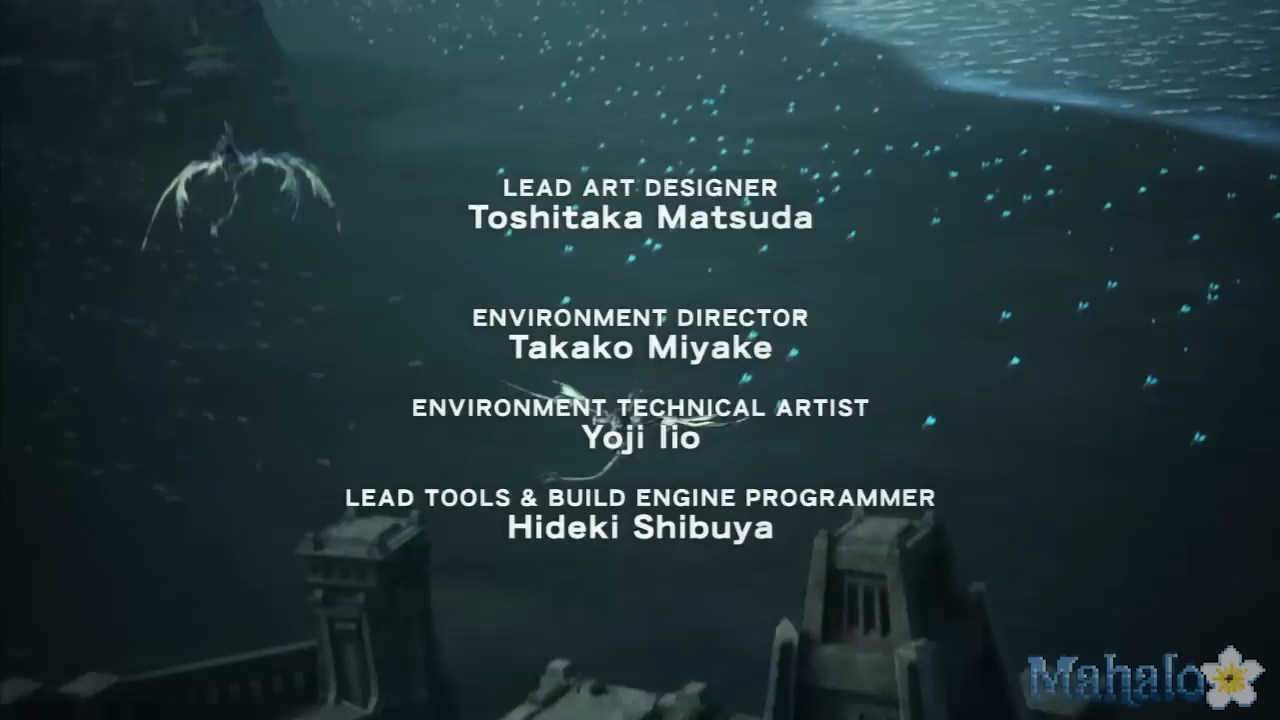 LEAD ART DESIGNER
Toshitaka Matsuda
ENVIRONMENT DIRECTOR
Takako Miyake
ENVIRONMENT TECHNICAL ARTIST
Yoji Iio
LEAD TOOLS & BUILD ENGINE PROGRAMMER
Hideki Shibuya
Mahalo